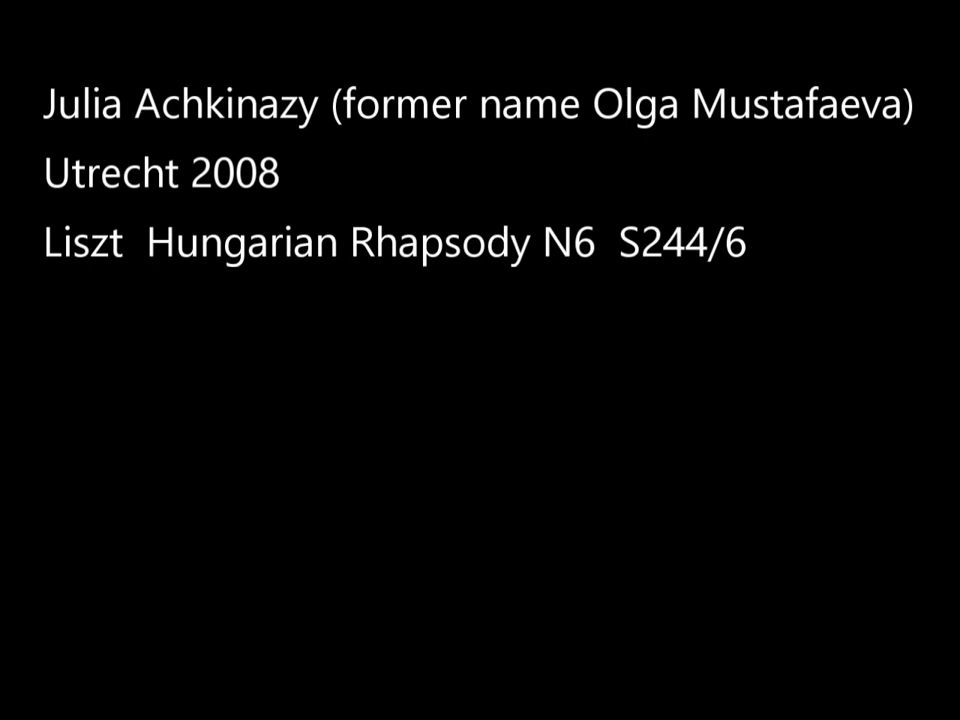 Julia Achkinazy (former name Olga Mustafaeva)
Utrecht 2008
Liszt  Hungarian Rhapsody N6  S244/6